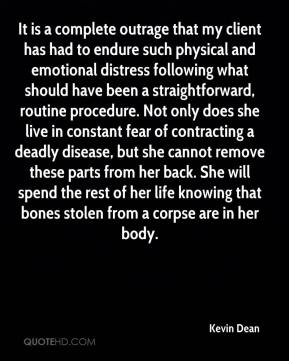 It is a complete outrage that my client
has had to endure such physical and
emotional distress following what
should have been a straightforward,
routine procedure. Not only does she
live in constant fear of contracting a
deadly disease, but she cannot remove
these parts from her back. She will
spend the rest of her life knowing that
bones stolen from a corpse are in her
body.
Kevin Dean
QUOTEHD.COM